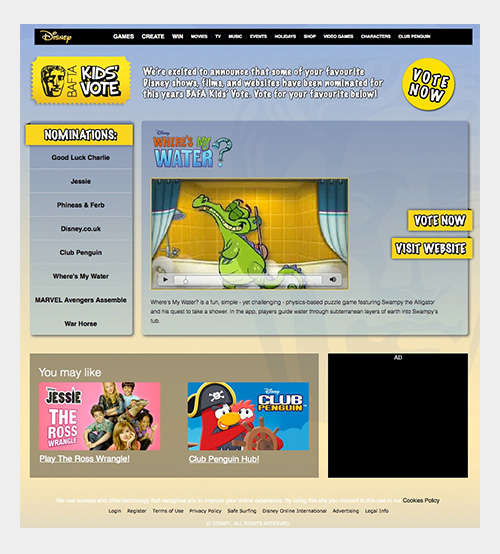 Disney GAMES CREATE WIN MOVIES TV MUSIC EVENTS HOLIDAYS SHOP VIDEO GAMES CHARACTERS CLUB PENGUIN
BAFTA
KIDS'
VOTE
We're excited to announce that some of your favourite
Disney shows, films, and websites have been nominated for
this years BAFA Kids' Vote. Vote for your favourite below!
VOTE
NOW
NOMINATIONS:
Good Luck Charlie
Jessie
Phineas & Ferb
Disney.co.uk
Club Penguin
Where's My Water
MARVEL Avengers Assemble
War Horse
Disney
WHERE'S MY
WATER?
VOTE NOW
VISIT WEBSITE
Where's My Water? is a fun, simple - yet challenging - physics-based puzzle game featuring Swampy the Alligator
and his quest to take a shower. In the app, players guide water through subterranean layers of earth into Swampy's
tub.
You may like
JESSIE
THE
ROSS
WRANGLE
Play The Ross Wrangle!
Disney
CLUB
PENGUIN
Club Penguin Hub!
AD
We use cookies and other technology that recognise you to improve your online experience. By using this site you consent to this use in our Cookies Policy
Login Register Terms of Use Privacy Policy Safe Surfing Disney Online International Advertising Legal Info
© DISNEY. ALL RIGHTS RESERVED.